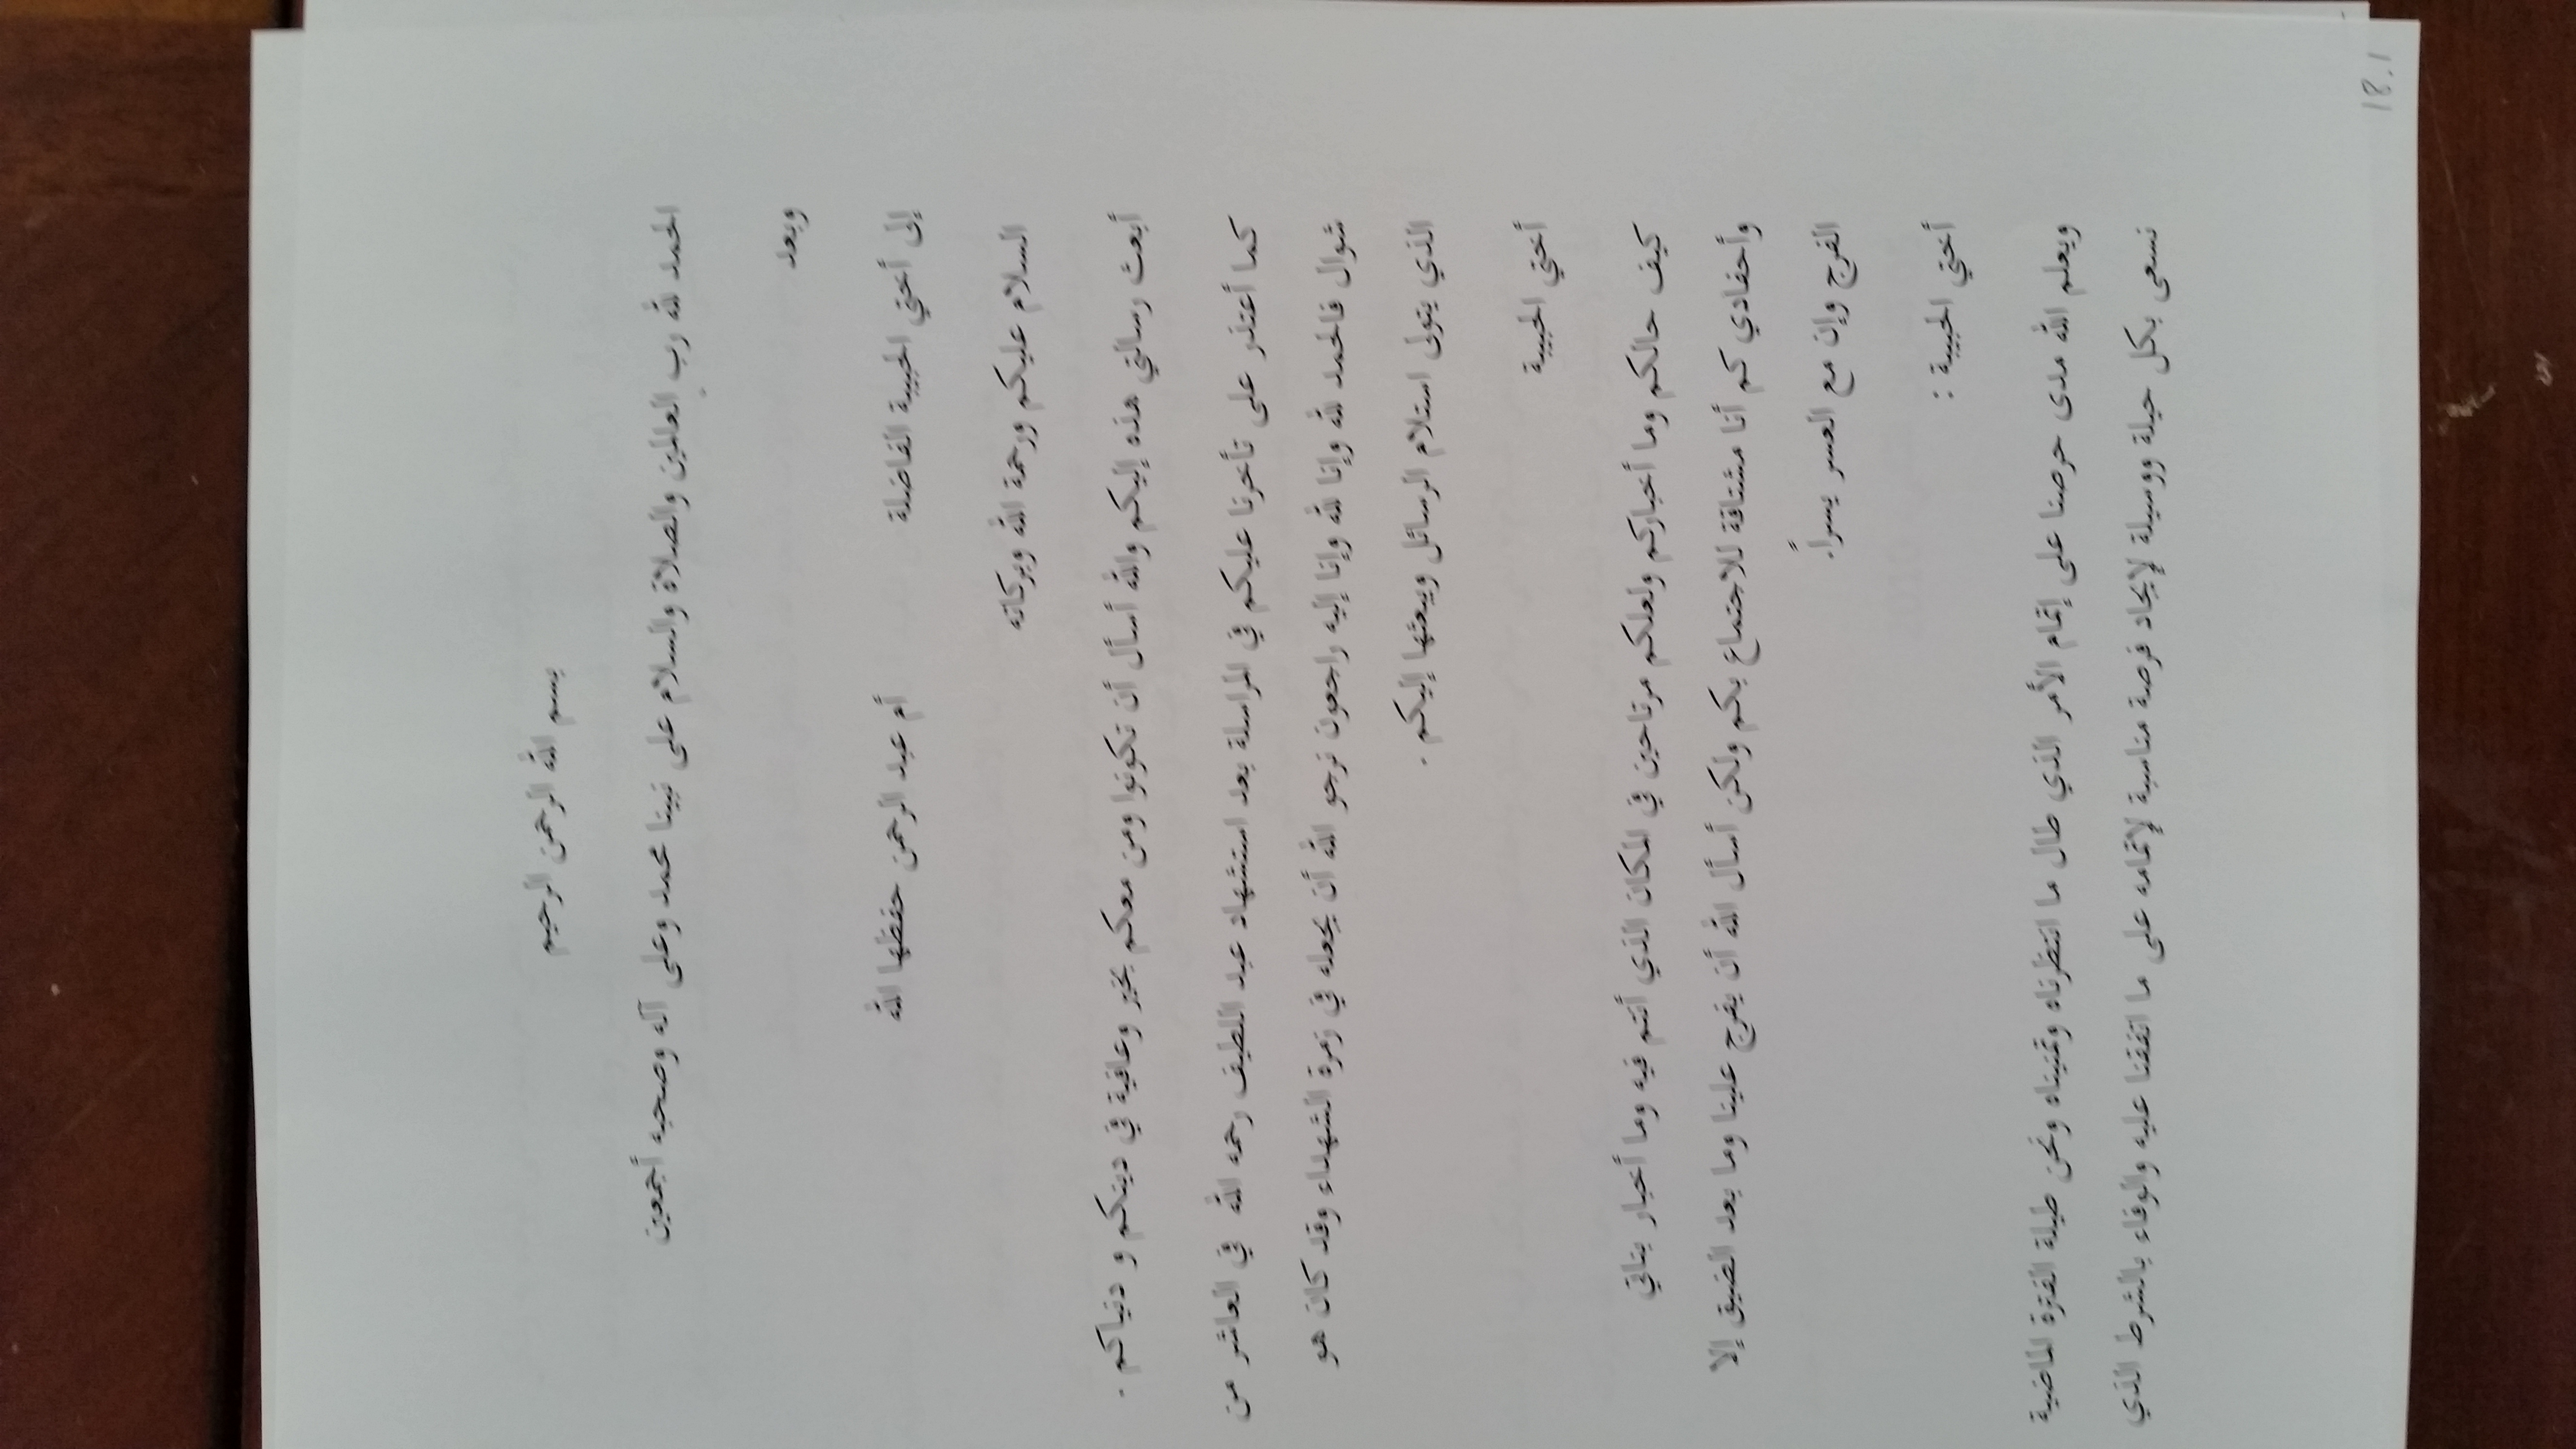 بسم الله الرحمن الرحيم
الحمد لله رب العالمين والصلاة والسلام على نبينا محمد وعلى آله وصحبه أجمعين
وبعد
إلى أختي الحبيبة الفاضلة أم عبد الرحمن حفظها الله
السلام عليكم ورحمة الله وبركاته
أبعث رسالتي هذه إليكم والله أسأل أن تكونوا ومن معكم بخير وعافية في دينكم و دنياكم .
كما أعتذر على تأخرنا عليكم في المراسلة بعد استشهاد عبد اللطيف رحمه الله في العاشر من
شوال فالحمد لله وإنا لله وإنا إليه راجعون نرجو الله أن يجعله في زمرة الشهداء وقد كان هو
الذي يتولى استلام الرسائل ويبعثها إليكم .
أختي الحبيبة
كيف حالكم وما أخباركم ولعلكم مرتاحين في المكان الذي أنتم فيه وما أخبار بناتي
وأحفادي كم أنا مشتاقة للاجتماع بكم ولكن أسأل الله أن يفرج علينا وما بعد الضيق إلا
الفرج وإن مع العسر يسراً.
أختي الحبيبة :
ويعلم الله مدى حرصنا على إتمام الأمر الذي طال ما انتظرناه وتمنيناه ونحن طيلة الفترة الماضية
نسعى بكل حيلة ووسيلة لإيجاد فرصة مناسبة لإتمامه على ما اتفقنا عليه والوفاء بالشرط الذي
18.1